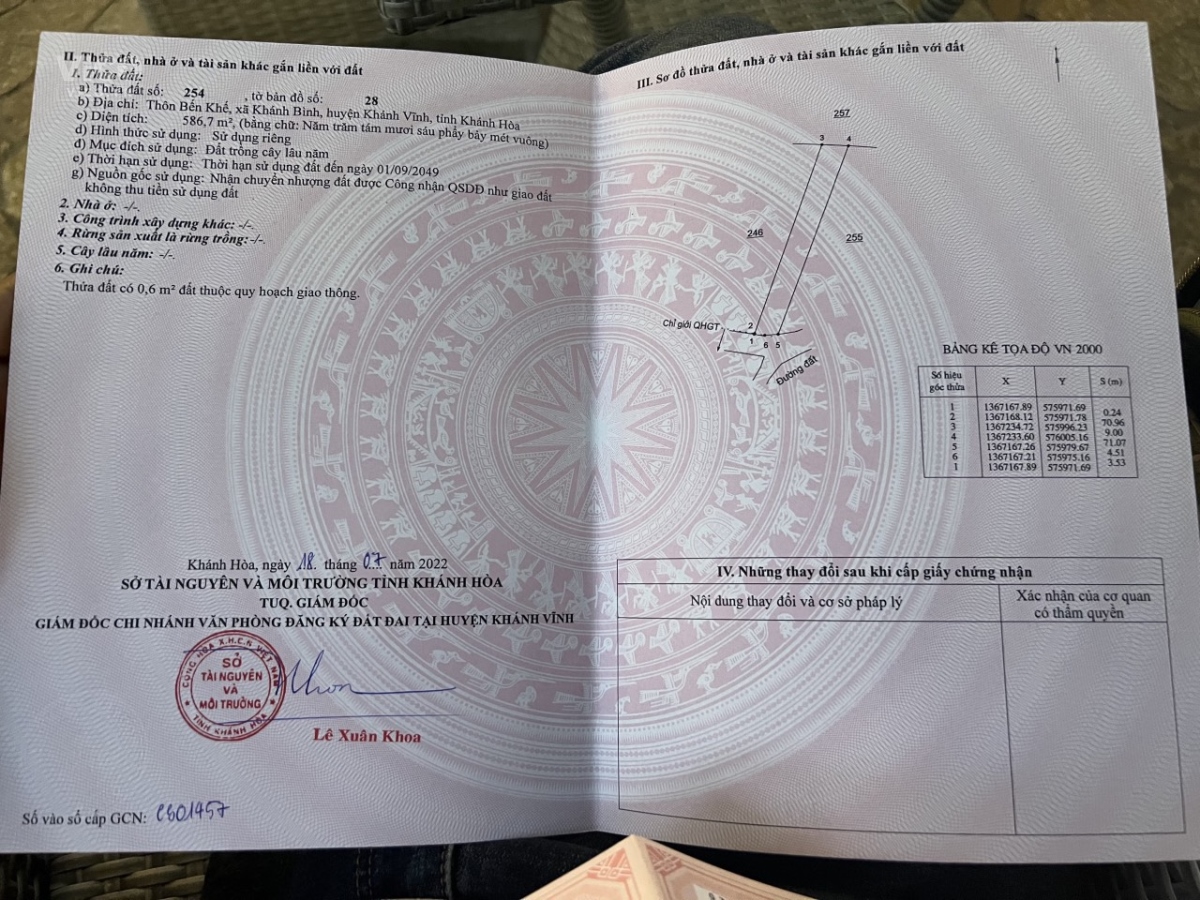 II. Thửa đất, nhà ở và tài sản khác gắn liền với đất
1. Thửa đất:
a) Thửa đất số: 254 , tờ bản đồ số: 28
b) Địa chỉ: Thôn Bến Khế, xã Khánh Bình, huyện Khánh Vĩnh, tỉnh Khánh Hòa
c) Diện tích: 586,7 m², (bằng chữ: Năm trăm tám mươi sáu phẩy bảy mét vuông)
d) Hình thức sử dụng: Sử dụng riêng
đ) Mục đích sử dụng: Đất trồng cây lâu năm
e) Thời hạn sử dụng: Thời hạn sử dụng đất đến ngày 01/09/2049
g) Nguồn gốc sử dụng: Nhận chuyển nhượng đất được Công nhận QSDĐ như giao đất
không thu tiền sử dụng đất
2. Nhà ở: -/-.
3. Công trình xây dựng khác: -/-.
4. Rừng sản xuất là rừng trồng: -/-.
5. Cây lâu năm: -/-.
6. Ghi chú:
Thửa đất có 0,6 m² đất thuộc quy hoạch giao thông.
Khánh Hòa, ngày 18. tháng 07 năm 2022
SỞ TÀI NGUYÊN VÀ MÔI TRƯỜNG TỈNH KHÁNH HÒA
TUQ. GIÁM ĐỐC
GIÁM ĐỐC CHI NHÁNH VĂN PHÒNG ĐĂNG KÝ ĐẤT ĐAI TẠI HUYỆN KHÁNH VĨNH
CỘNG HÒA X.H.C.N VIỆT NAM
SỞ
TÀI NGUYÊN
VÀ
MÔI TRƯỜNG
TỈNH KHÁNH HÒA
Lê Xuân Khoa
Số vào sổ cấp GCN: CS01457
III. Sơ đồ thửa đất, nhà ở và tài sản khác gắn liền với đất
257
3 4
246
255
Chỉ giới QHGT
2
1 6 5
Đường đất
BẢNG KÊ TỌA ĐỘ VN 2000
Số hiệu góc thửa X Y S (m)
1 1367167.89 575971.69
0.24
2 1367168.12 575971.78
70.96
3 1367234.72 575996.23
9.00
4 1367233.60 576005.16
71.07
5 1367167.26 575979.67
4.51
6 1367167.21 575975.16
3.53
1 1367167.89 575971.69
IV. Những thay đổi sau khi cấp giấy chứng nhận
Nội dung thay đổi và cơ sở pháp lý
Xác nhận của cơ quan
có thẩm quyền